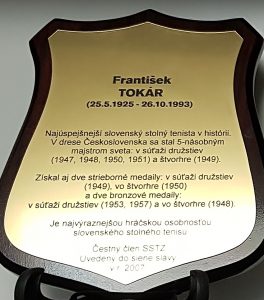 František
TOKÁR
(25.5.1925 - 26.10.1993)
Najúspešnejší slovenský stolný tenista v histórii.
V drese Československa sa stal 5-násobným
majstrom sveta: v súťaži družstiev
(1947, 1948, 1950, 1951) a štvorhre (1949).
Získal aj dve strieborné medaily: v súťaži družstiev
(1949), vo štvorhre (1950)
a dve bronzové medaily:
v súťaži družstiev (1953, 1957) a vo štvorhre (1948).
Je najvýraznejšou hráčskou osobnosťou
slovenského stolného tenisu
Čestný člen SSTZ
Uvedený do siene slávy
v r. 2007